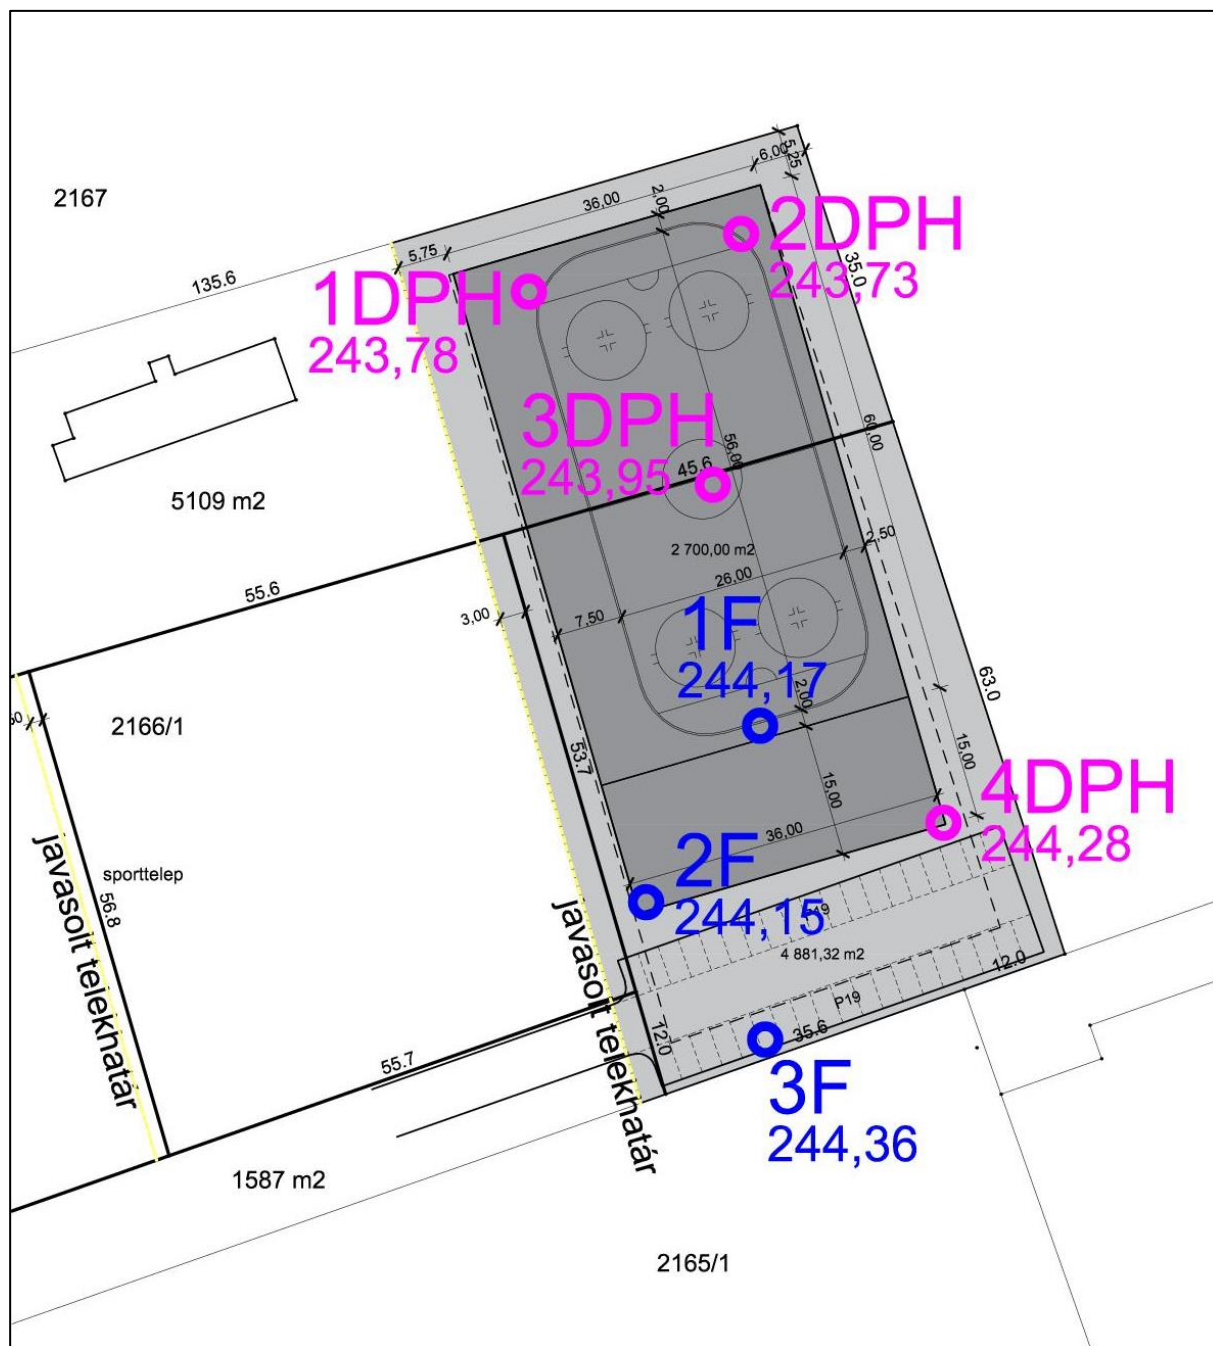 5,25
6,00
2167
36,00
2,00
2DPH
243,73
35.0
5,75
135.6
1DPH
243,78
3DPH
243,95
56,00
45.6
60,00
5109 m2
2 700,00 m2
2,50
26,00
55.6
3,00
7,50
1F
244,17
2,00
63.0
2166/1
53.7
15,00
15,00
4DPH
244,28
36,00
2F
244,15
sporttelep
56.8
javasolt telekhatár
javasolt telekhatár
4 881,32 m2
12.0
P19
35.6
12.0
55.7
3F
244,36
1587 m2
2165/1